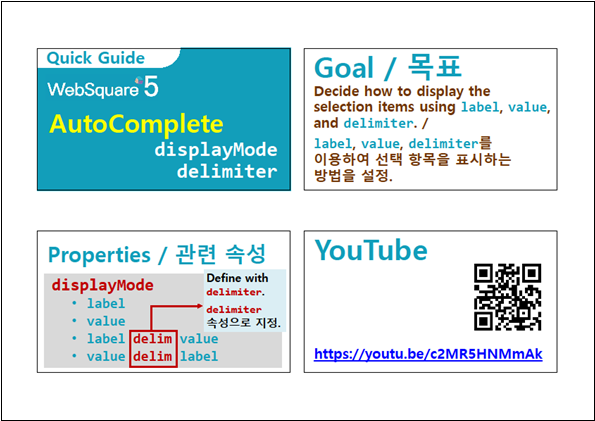 Quick Guide
WebSquare 5
AutoComplete
displayMode
delimiter
Goal / 목표
Decide how to display the
selection items using label, value,
and delimiter. /
label, value, delimiter를
이용하여 선택 항목을 표시하는
방법을 설정.
Properties / 관련 속성
displayMode
• label
• value
• label delim value
• value delim label
Define with
delimiter.
delimiter
속성으로 지정.
YouTube
https://youtu.be/c2MR5HNMmAk